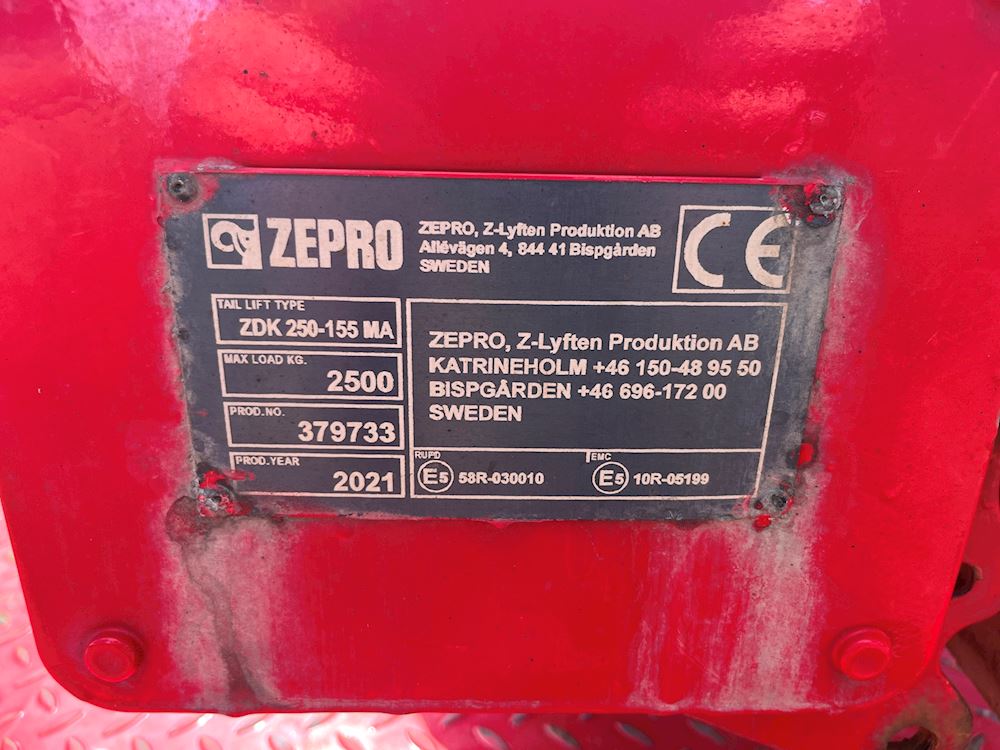 ZEPRO
ZEPRO, Z-Lyften Produktion AB
Allévägen 4, 844 41 Bispgården
SWEDEN
CE
TAIL LIFT TYPE
ZDK 250-155 MA
MAX LOAD KG.
2500
PROD.NO.
379733
PROD.YEAR
2021
ZEPRO, Z-Lyften Produktion AB
KATRINEHOLM +46 150-48 95 50
BISPGÅRDEN +46 696-172 00
SWEDEN
RUPD
E5 58R-030010
EMC
E5 10R-05199